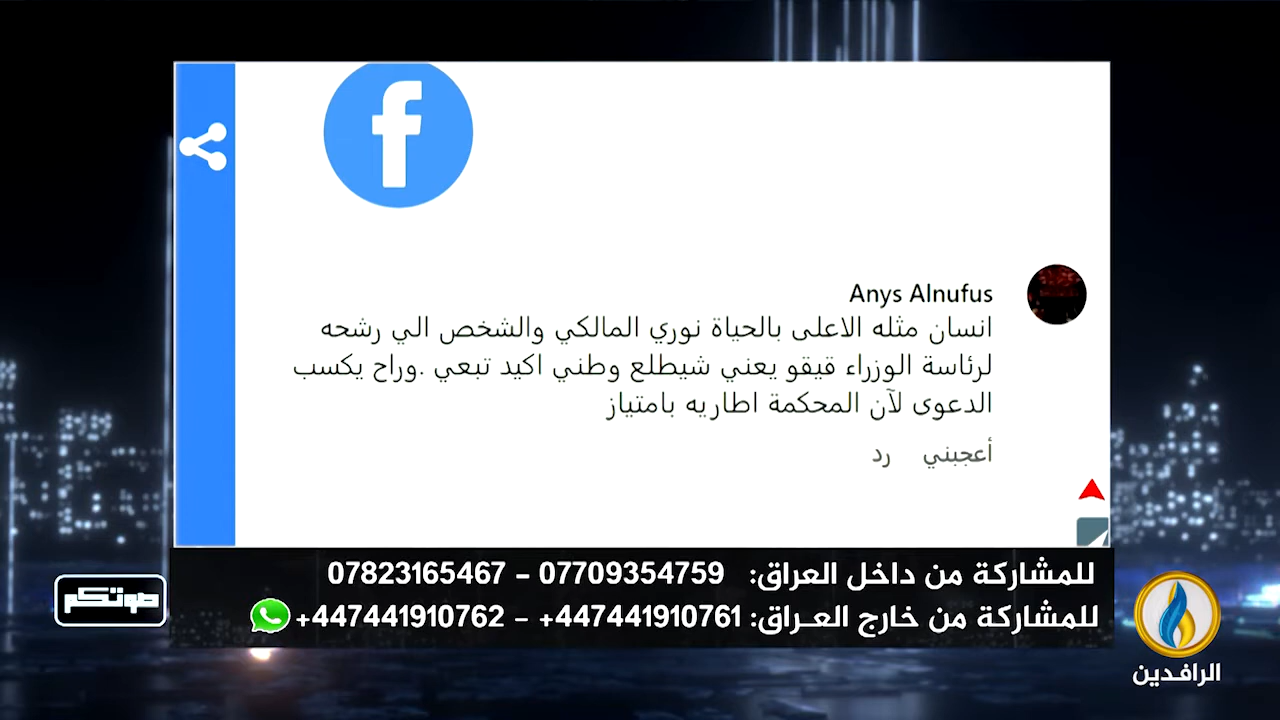 Anys Alnufus
انسان مثله الاعلى بالحياة نوري المالكي والشخص الي رشحه
لرئاسة الوزراء قيقو يعني شيطلع وطني اكيد تبعي .وراح يكسب
الدعوى لآن المحكمة اطاريه بامتياز
أعجبني رد
للمشاركة من داخل العراق: 07709354759 - 07823165467
للمشاركة من خارج العـراق: 447441910761+ - 447441910762+
صوتكم
الرافدين